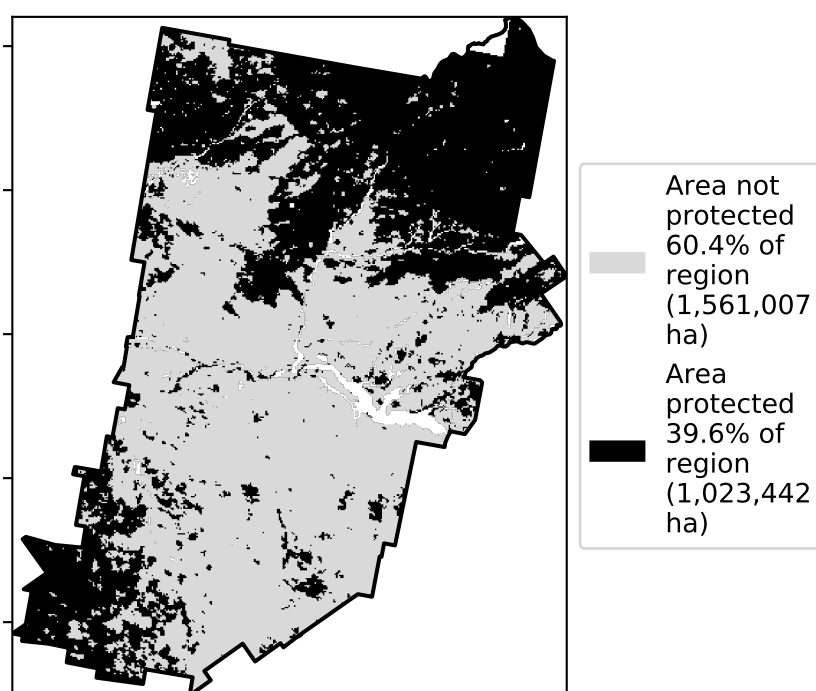 Area not
protected
60.4% of
region
(1,561,007
ha)
Area
protected
39.6% of
region
(1,023,442
ha)